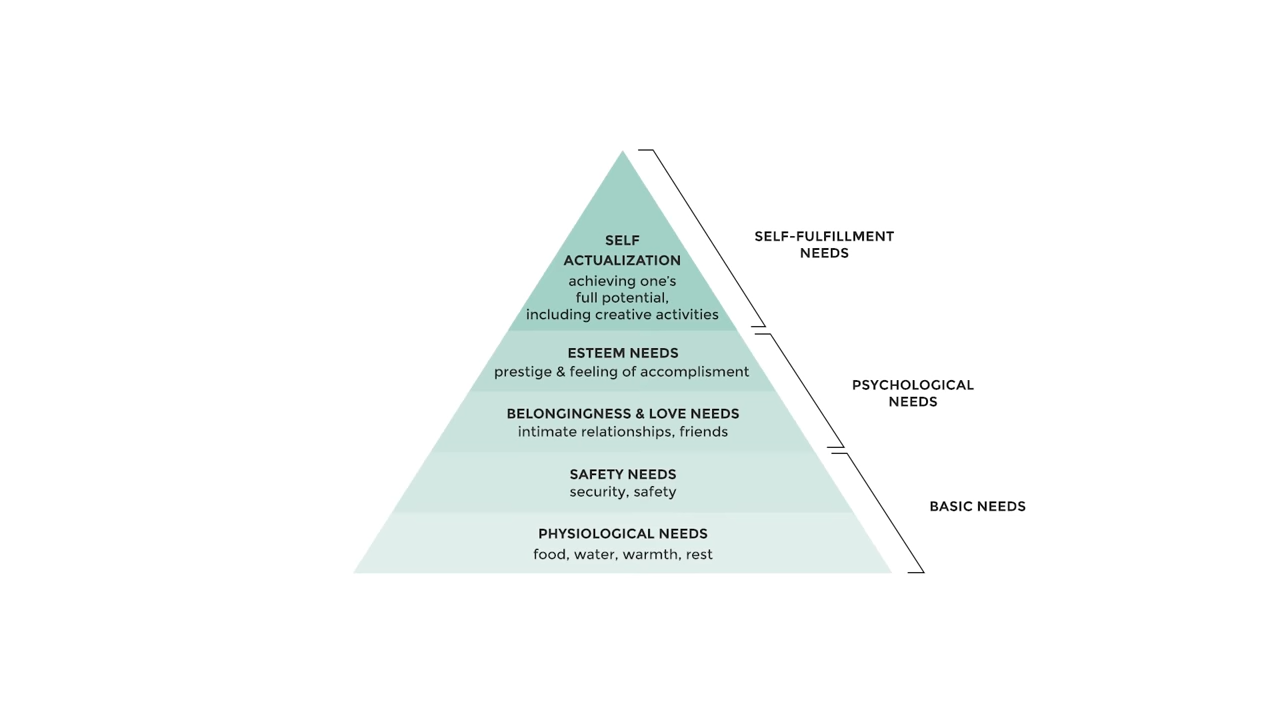 SELF
ACTUALIZATION
achieving one's
full potential,
including creative activities
SELF-FULFILLMENT
NEEDS
ESTEEM NEEDS
prestige & feeling of accomplisment
BELONGINGNESS & LOVE NEEDS
intimate relationships, friends
PSYCHOLOGICAL
NEEDS
SAFETY NEEDS
security, safety
PHYSIOLOGICAL NEEDS
food, water, warmth, rest
BASIC NEEDS